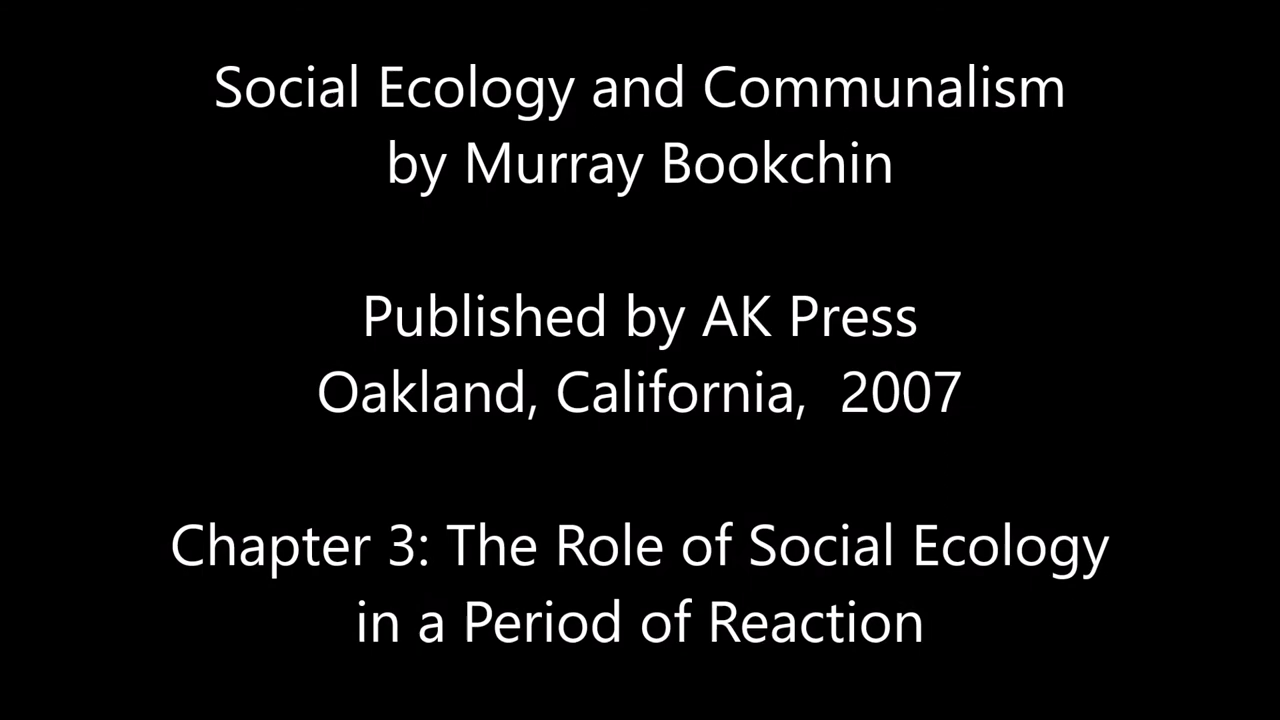 Social Ecology and Communalism
by Murray Bookchin
Published by AK Press
Oakland, California,  2007
Chapter 3: The Role of Social Ecology
in a Period of Reaction